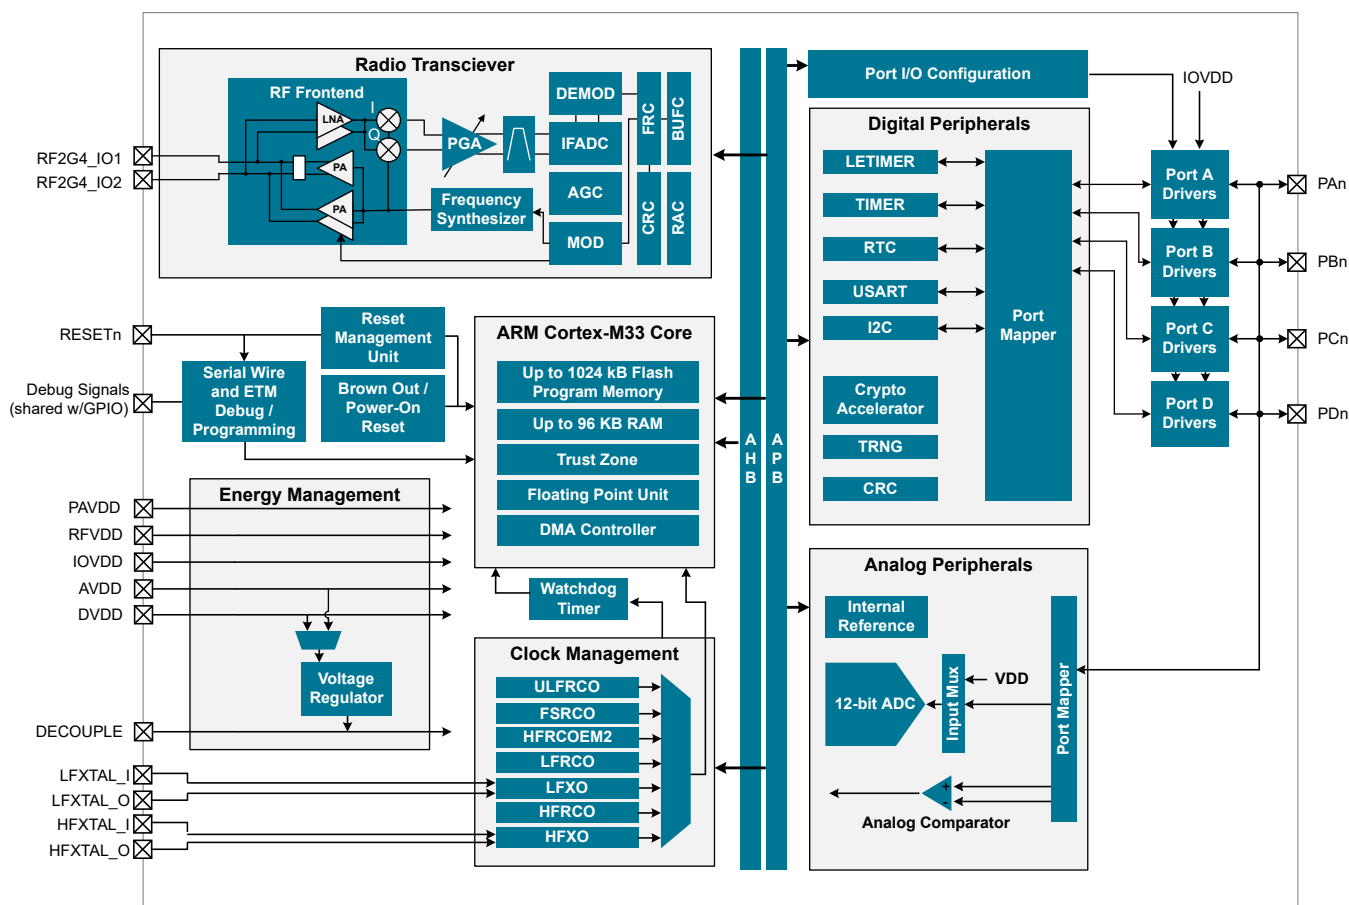 Radio Transciever
RF Frontend
LNA
I
Q
PA
PA
PGA
DEMOD
IFADC
AGC
MOD
FRC
BUFC
CRC
RAC
Frequency
Synthesizer
RF2G4_IO1
RF2G4_IO2
RESETn
Debug Signals
(shared w/GPIO)
Reset
Management
Unit
Serial Wire
and ETM
Debug /
Programming
Brown Out /
Power-On
Reset
ARM Cortex-M33 Core
Up to 1024 kB Flash
Program Memory
Up to 96 KB RAM
Trust Zone
Floating Point Unit
DMA Controller
Watchdog
Timer
Energy Management
PAVDD
RFVDD
IOVDD
AVDD
DVDD
Voltage
Regulator
DECOUPLE
LFXTAL_I
LFXTAL_O
HFXTAL_I
HFXTAL_O
Clock Management
ULFRCO
FSRCO
HFRCOEM2
LFRCO
LFXO
HFRCO
HFXO
A
H
B
A
P
B
Port I/O Configuration
IOVDD
Digital Peripherals
LETIMER
TIMER
RTC
USART
I2C
Port
Mapper
Crypto
Accelerator
TRNG
CRC
Port A
Drivers
Port B
Drivers
Port C
Drivers
Port D
Drivers
PAn
PBn
PCn
PDn
Analog Peripherals
Internal
Reference
12-bit ADC
Input Mux
VDD
Port Mapper
+
-
Analog Comparator